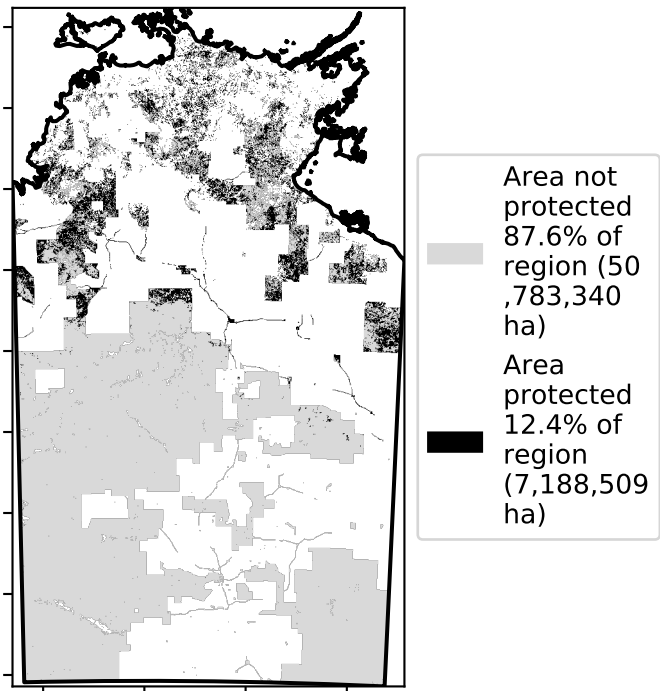 Area not
protected
87.6% of
region (50
,783,340
ha)
Area
protected
12.4% of
region
(7,188,509
ha)